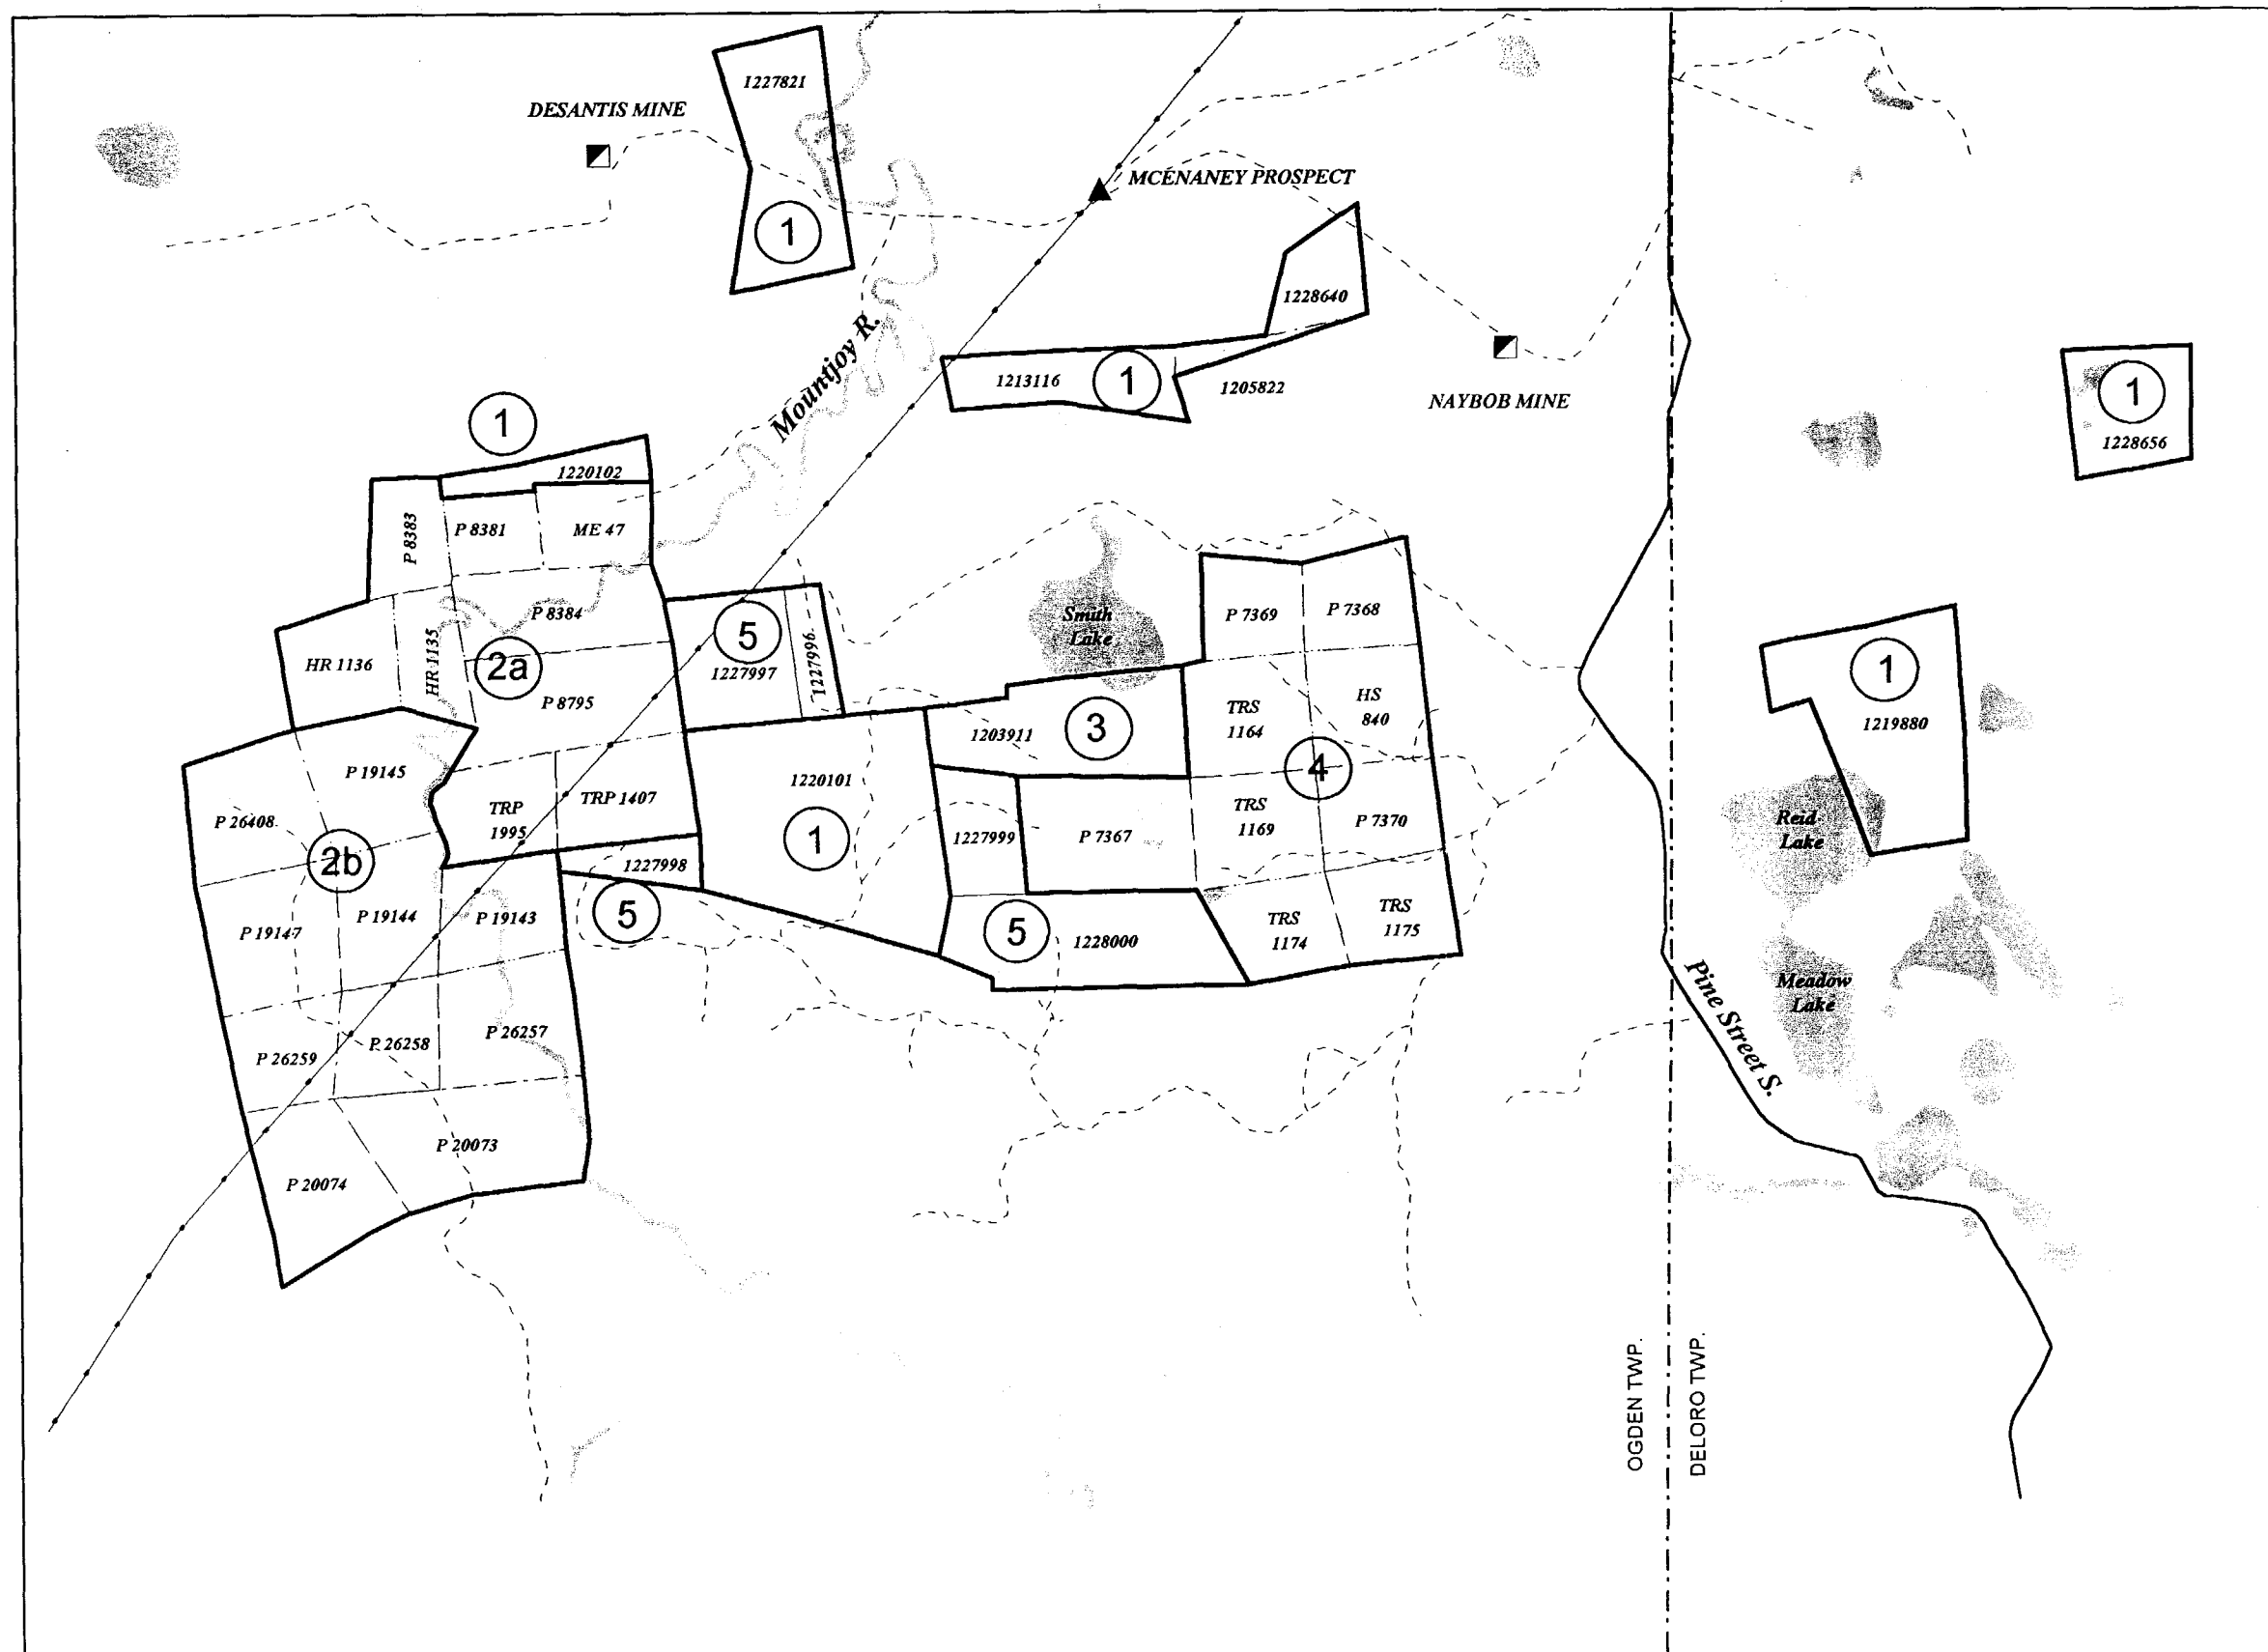 1227821
DESANTIS MINE
MCENANEY PROSPECT
1
1228640
Mountjoy R.
1213116
1
1205822
NAYBOB MINE
1
1228656
1
1220102
P 8383
P 8381
ME 47
P 8384
HR 1136
HR 1135
2a
P 8795
5
1227997
1227996
Smith
Lake
P 7369
P 7368
TRS
1164
HS
840
1203911
3
4
1
1219880
P 19145
P 26408
TRP
1995
TRP 1407
1220101
1
1227999
P 7367
TRS
1169
P 7370
Reid
Lake
2b
1227998
5
P 19147
P 19144
P 19143
5
1228000
TRS
1174
TRS
1175
Meadow
Lake
Pine Street S.
P 26259
P 26258
P 26257
P 20073
P 20074
OGDEN TWP.
DELORO TWP.